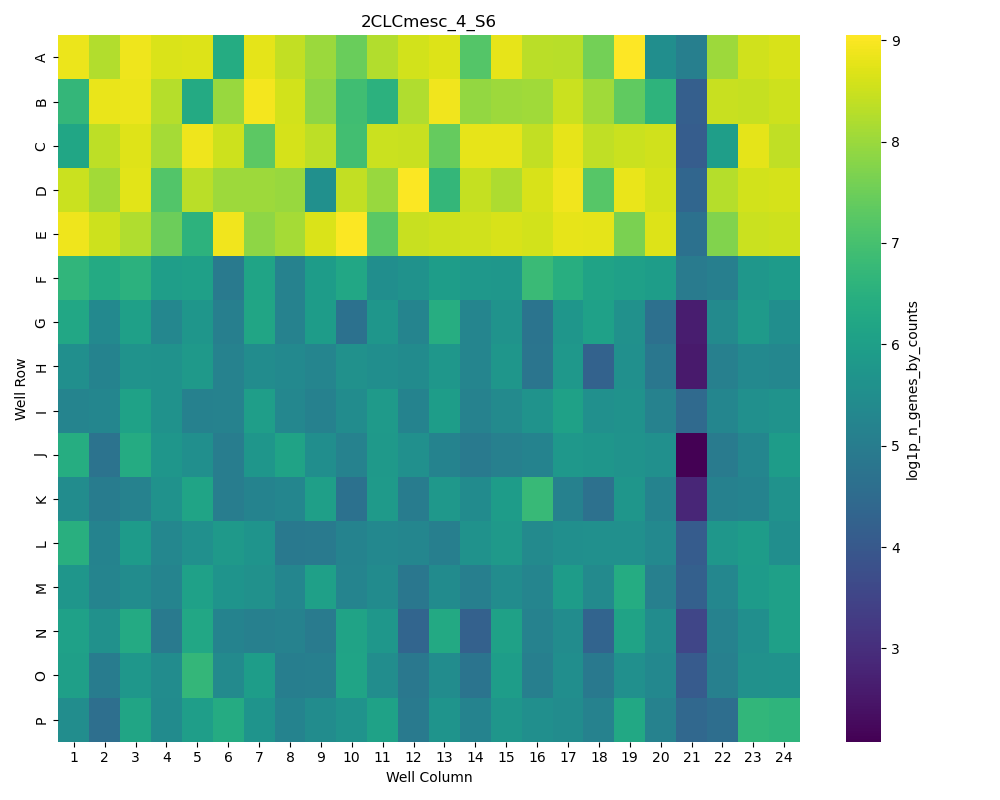 2CLCmesc_4_S6
A
B
C
D
E
F
G
H
I
J
K
L
M
N
O
P
Well Row
1 2 3 4 5 6 7 8 9 10 11 12 13 14 15 16 17 18 19 20 21 22 23 24
Well Column
9
8
7
6
5
4
3
log1p_n_genes_by_counts